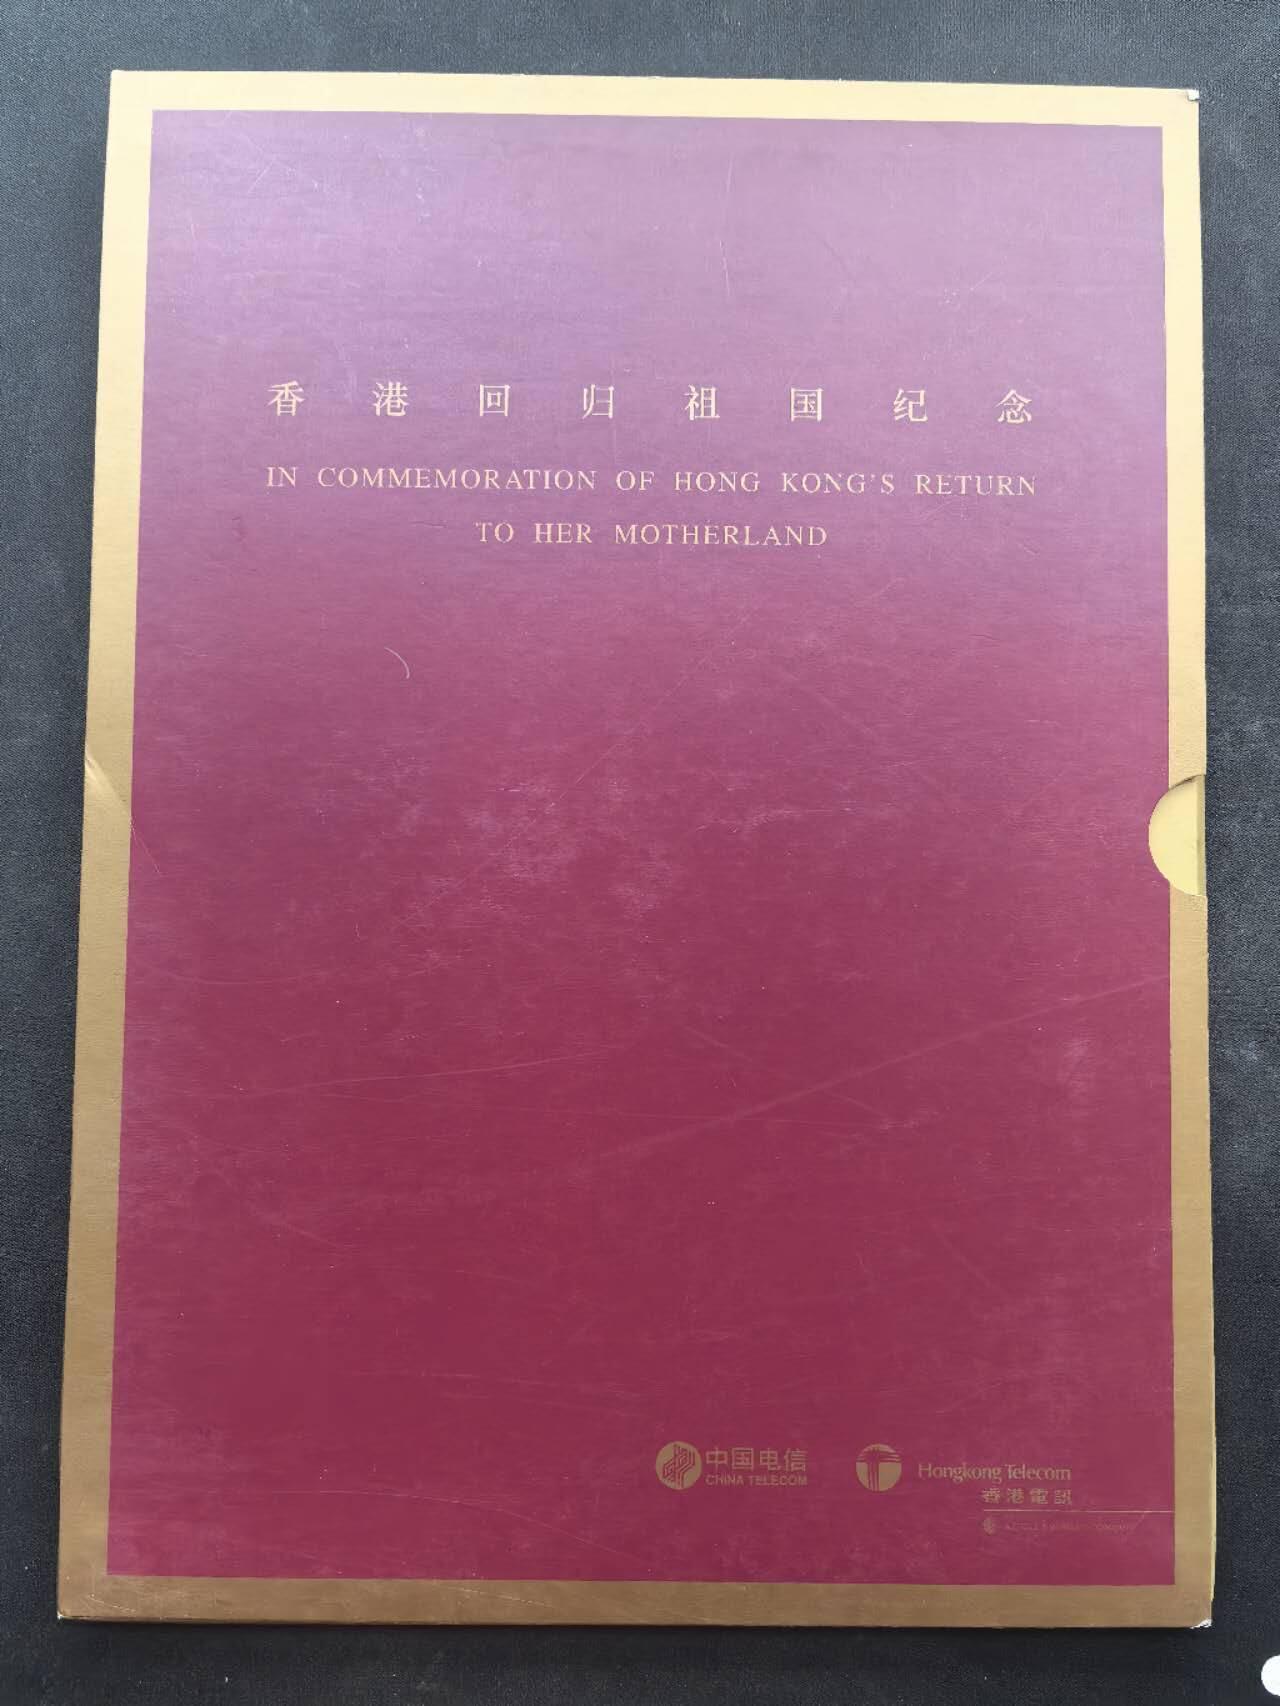 香港回归祖国纪念
IN COMMEMORATION OF HONG KONG'S RETURN
TO HER MOTHERLAND
中国电信
CHINA TELECOM
Hongkong Telecom
香港電訊